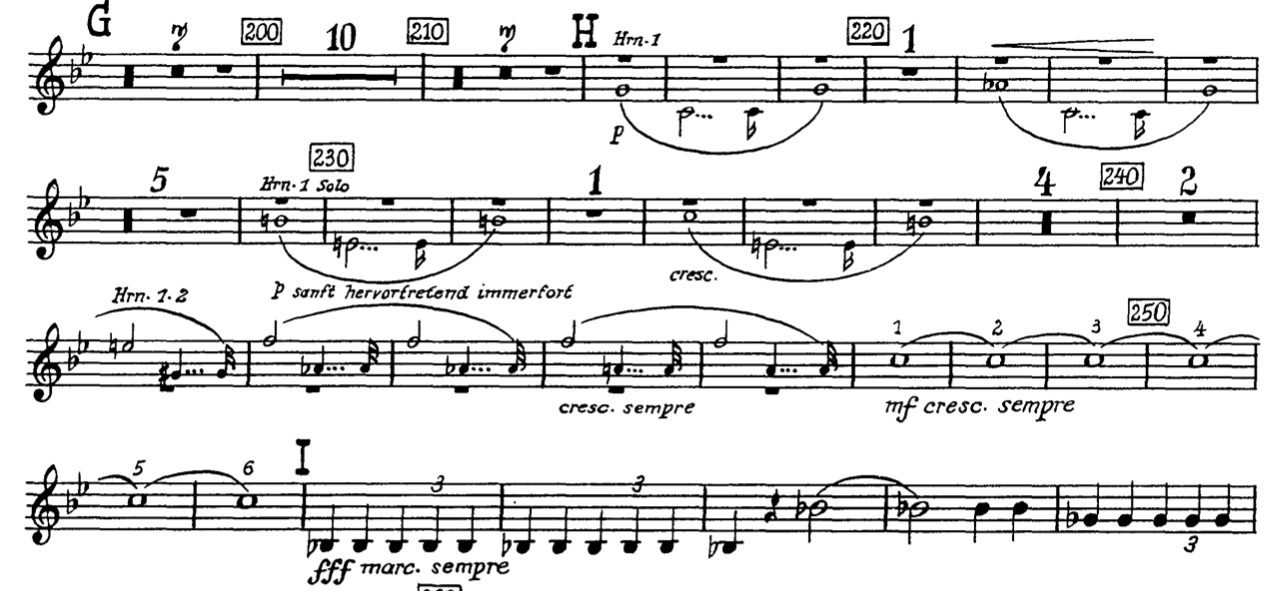 G 7 200 10 210 7 H Hrn. 1 220 1
p
5 Hrn. 1 Solo 230 1 4 240 2
cresc.
p sanft hervortretend immerfort
Hrn. 1. 2 1 2 3 250 4
cresc. sempre mf cresc. sempre
5 6 I 3 3
3
fff marc. sempre